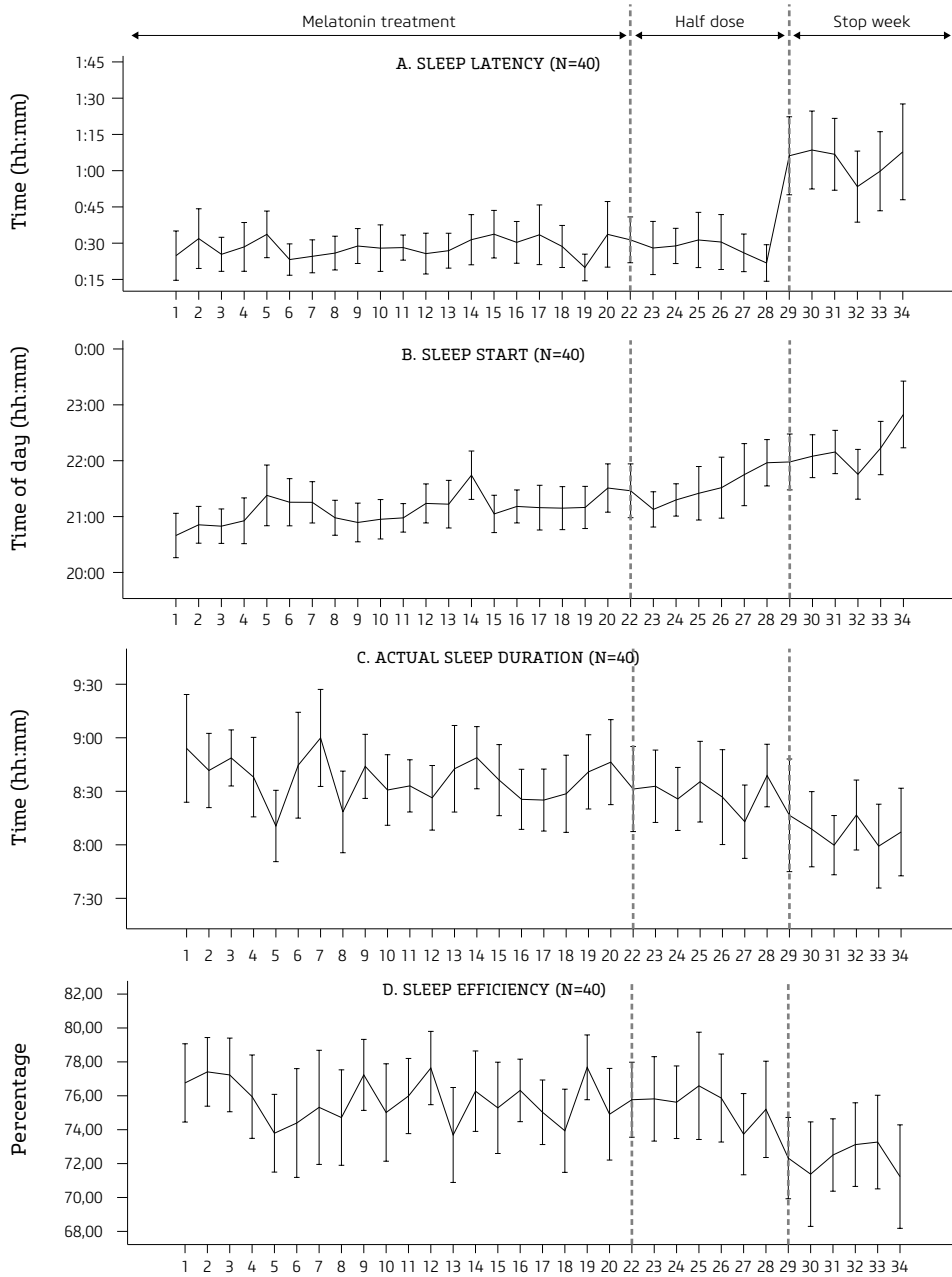 Melatonin treatment Half dose Stop week
A. SLEEP LATENCY (N=40)
Time (hh:mm)
1:45
1:30
1:15
1:00
0:45
0:30
0:15
1 2 3 4 5 6 7 8 9 10 11 12 13 14 15 16 17 18 19 20 22 23 24 25 26 27 28 29 30 31 32 33 34
B. SLEEP START (N=40)
Time of day (hh:mm)
0:00
23:00
22:00
21:00
20:00
1 2 3 4 5 6 7 8 9 10 11 12 13 14 15 16 17 18 19 20 22 23 24 25 26 27 28 29 30 31 32 33 34
C. ACTUAL SLEEP DURATION (N=40)
Time (hh:mm)
9:30
9:00
8:30
8:00
7:30
1 2 3 4 5 6 7 8 9 10 11 12 13 14 15 16 17 18 19 20 22 23 24 25 26 27 28 29 30 31 32 33 34
D. SLEEP EFFICIENCY (N=40)
Percentage
82,00
80,00
78,00
76,00
74,00
72,00
70,00
68,00
1 2 3 4 5 6 7 8 9 10 11 12 13 14 15 16 17 18 19 20 22 23 24 25 26 27 28 29 30 31 32 33 34